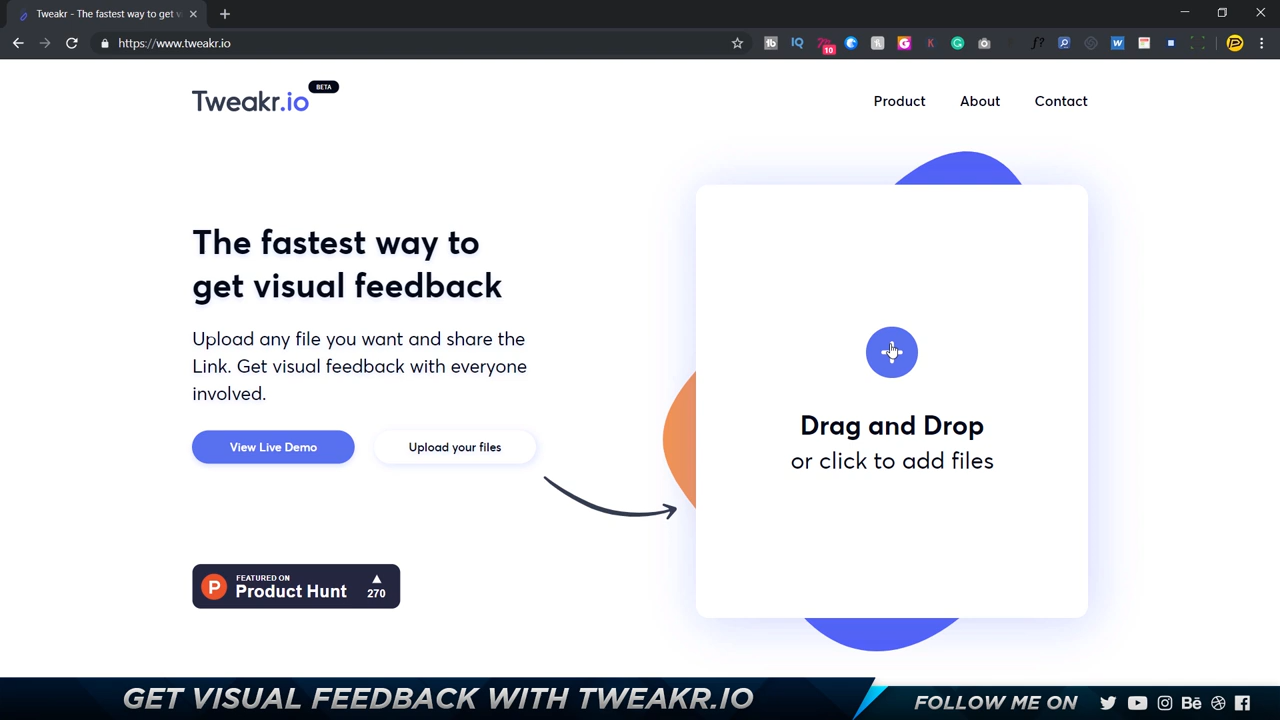 Tweakr - The fastest way to get v
https://www.tweakr.io
10
f?
Tweakr.io
BETA
Product
About
Contact
The fastest way to
get visual feedback
Upload any file you want and share the
Link. Get visual feedback with everyone
involved.
View Live Demo
Upload your files
Drag and Drop
or click to add files
P
FEATURED ON
Product Hunt
270
GET VISUAL FEEDBACK WITH TWEAKR.IO
FOLLOW ME ON